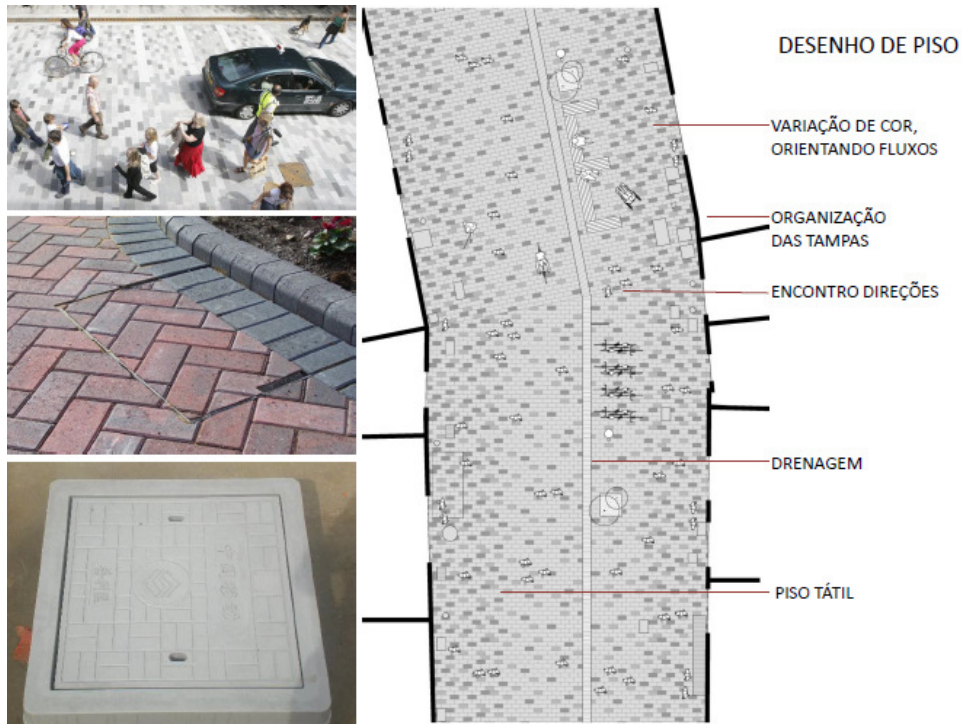 DESENHO DE PISO
VARIAÇÃO DE COR,
ORIENTANDO FLUXOS
ORGANIZAÇÃO
DAS TAMPAS
ENCONTRO DIREÇÕES
DRENAGEM
PISO TÁTIL